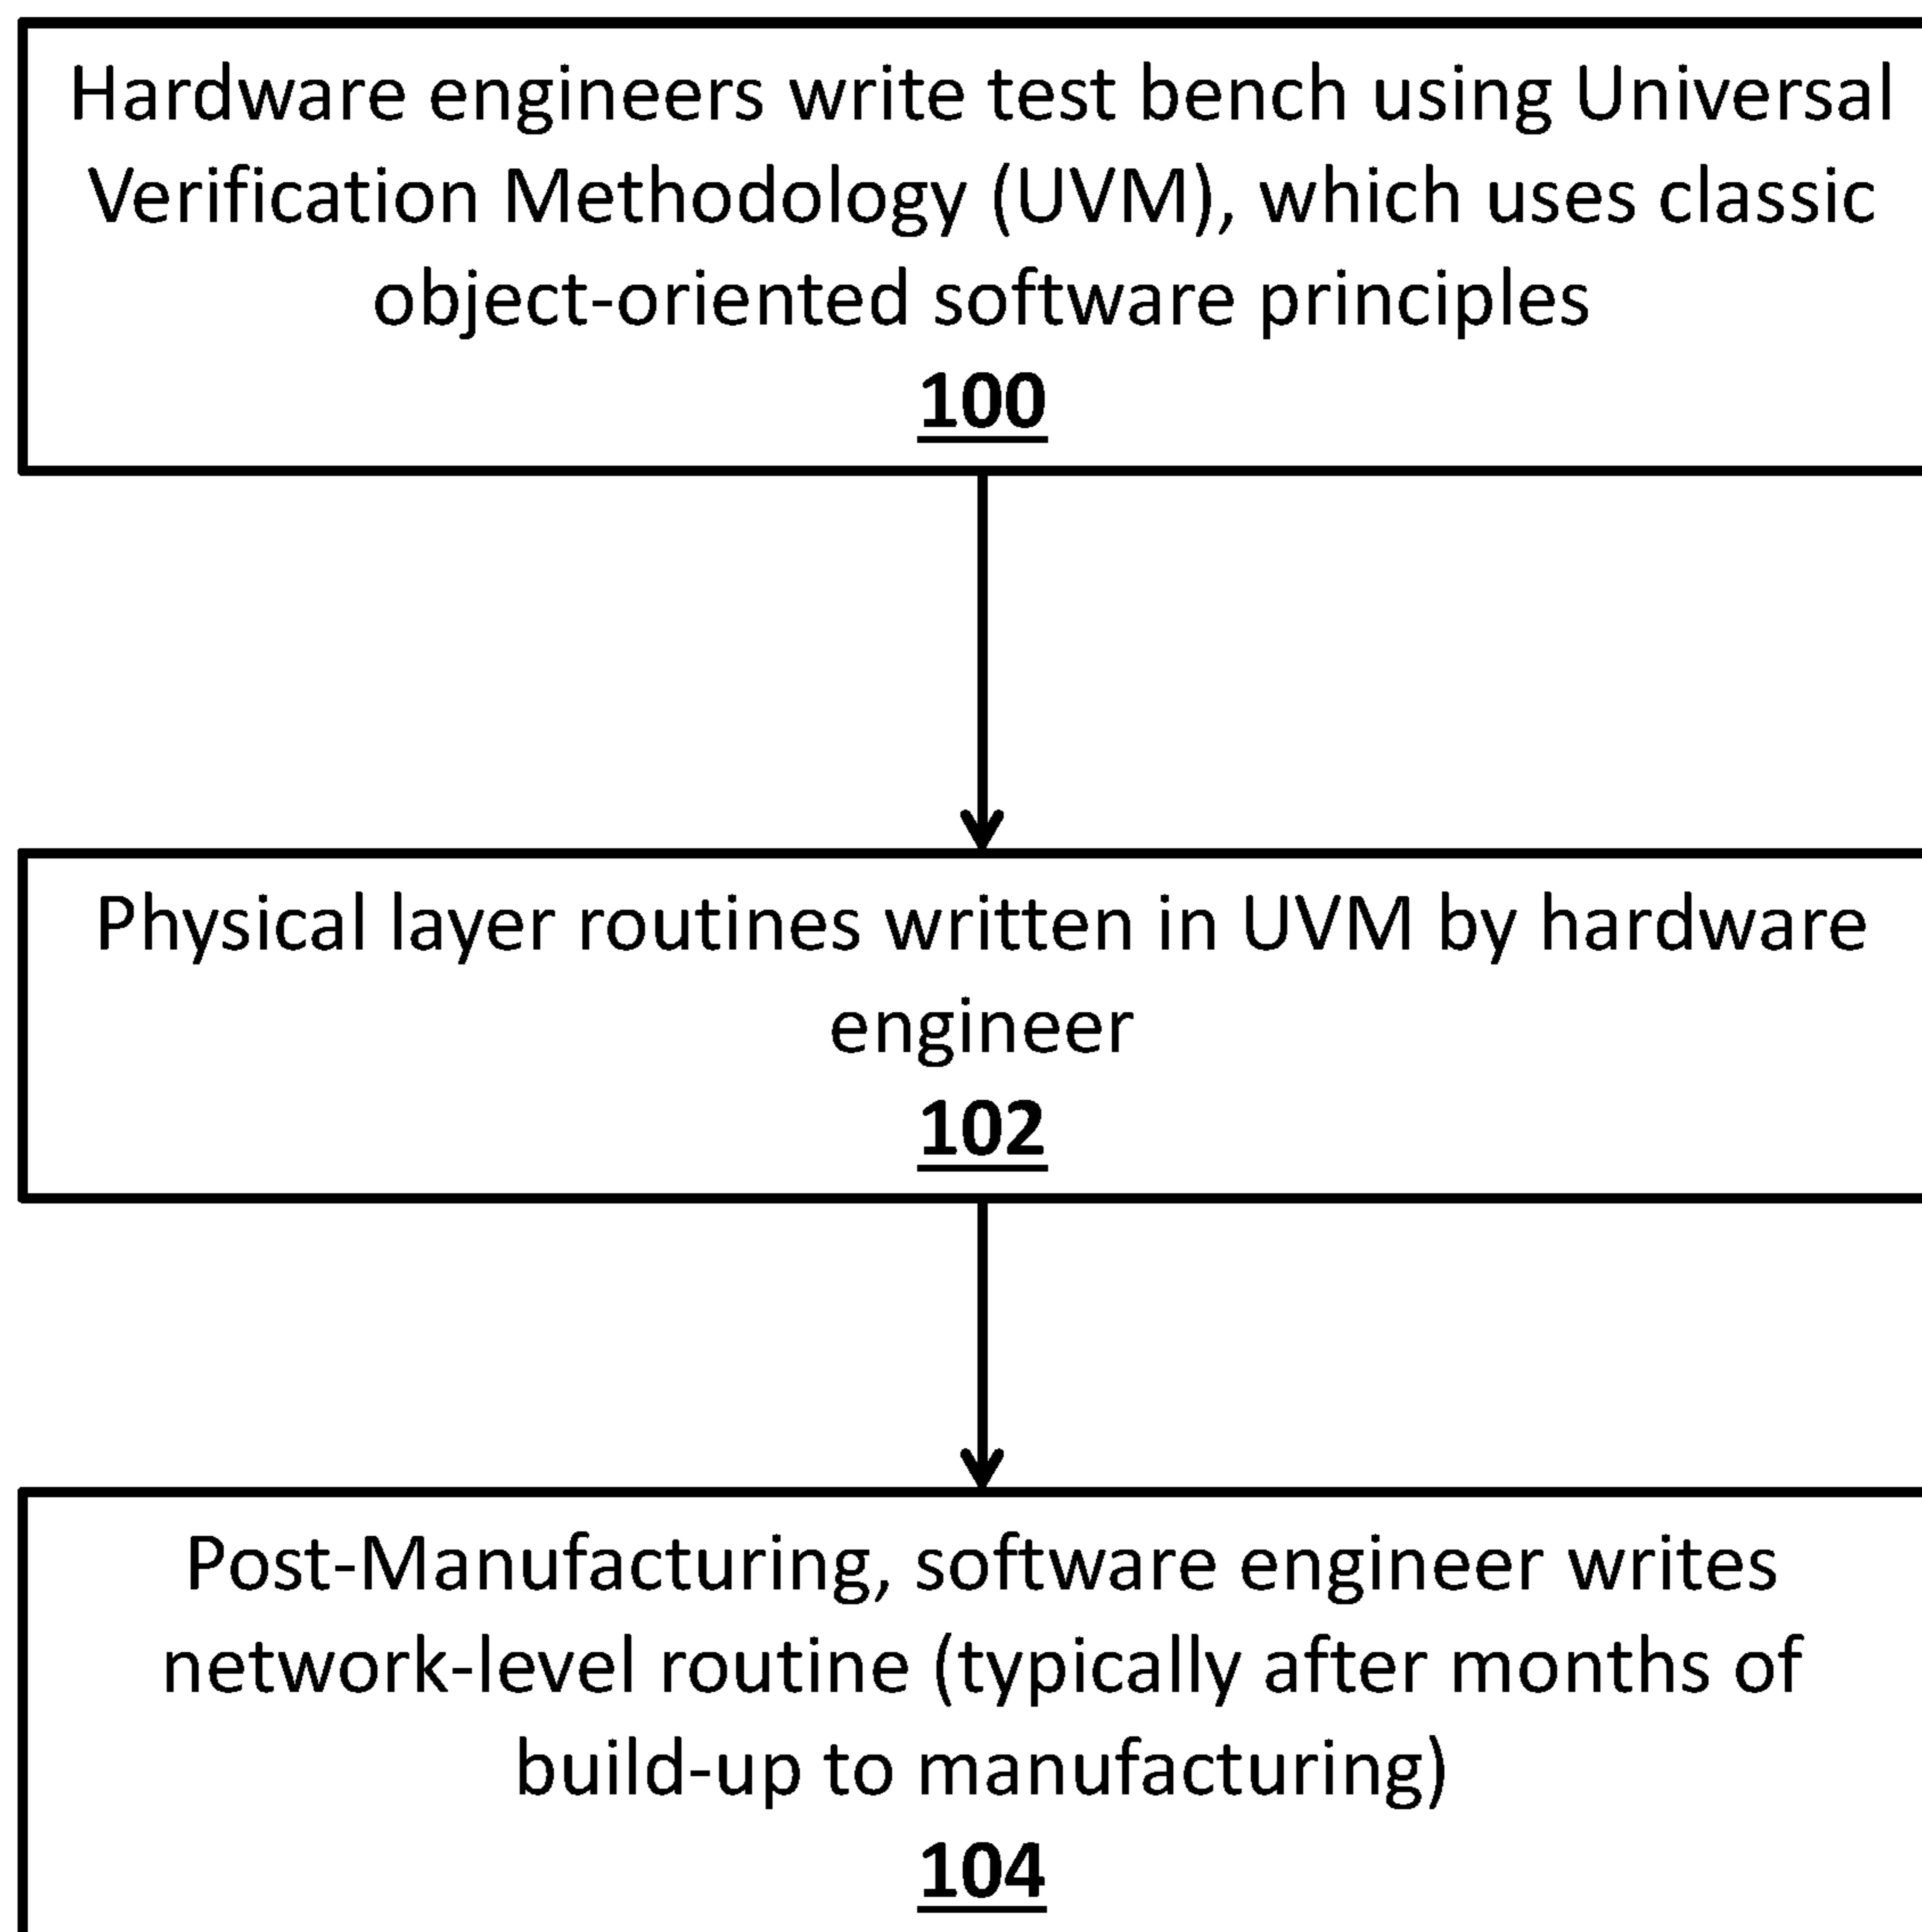 Hardware engineers write test bench using Universal
Verification Methodology (UVM), which uses classic
object-oriented software principles
100
Physical layer routines written in UVM by hardware
engineer
102
Post-Manufacturing, software engineer writes
network-level routine (typically after months of
build-up to manufacturing)
104